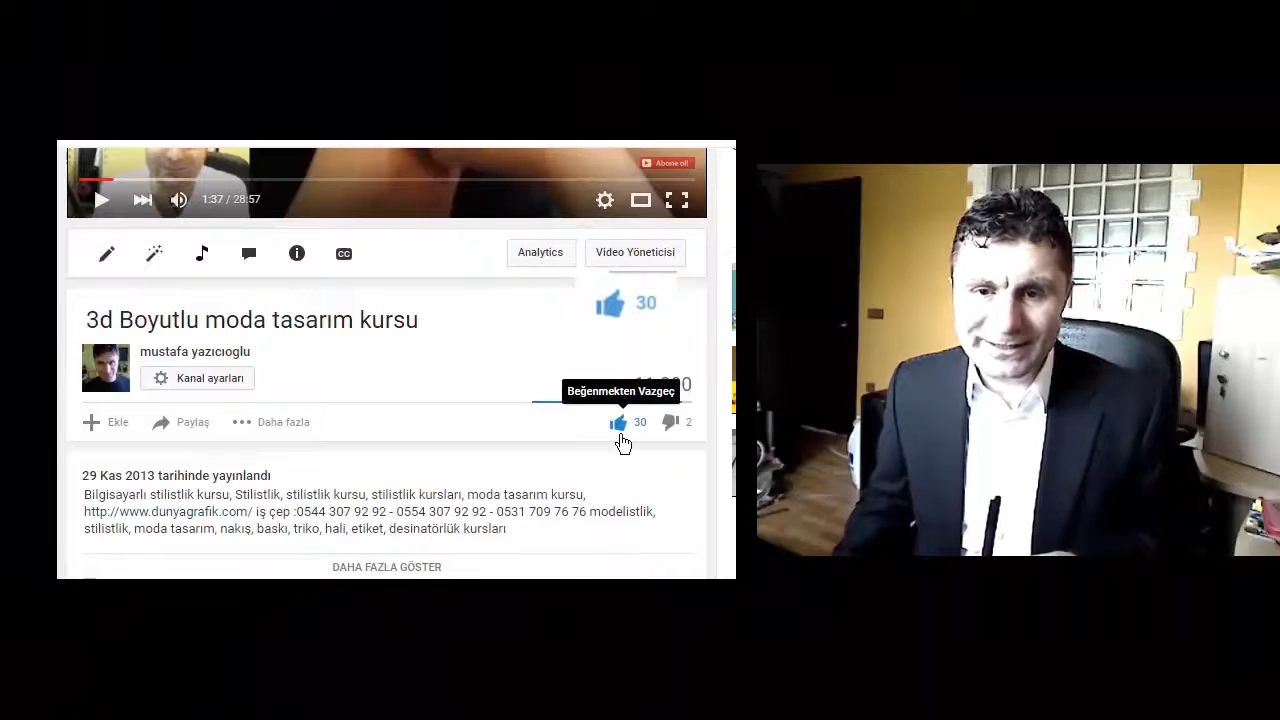 Abone ol!
1:37 / 28:57
CC
Analytics
Video Yöneticisi
30
3d Boyutlu moda tasarım kursu
mustafa yazıcıoglu
Kanal ayarları
Beğenmekten Vazgeç
Ekle
Paylaş
Daha fazla
30
2
29 Kas 2013 tarihinde yayınlandı
Bilgisayarlı stilistlik kursu, Stilistlik, stilistlik kursu, stilistlik kursları, moda tasarım kursu,
http://www.dunyagrafik.com/ iş çep :0544 307 92 92 - 0554 307 92 92 - 0531 709 76 76 modelistlik,
stilistlik, moda tasarım, nakış, baskı, triko, hali, etiket, desinatörlük kursları
DAHA FAZLA GÖSTER